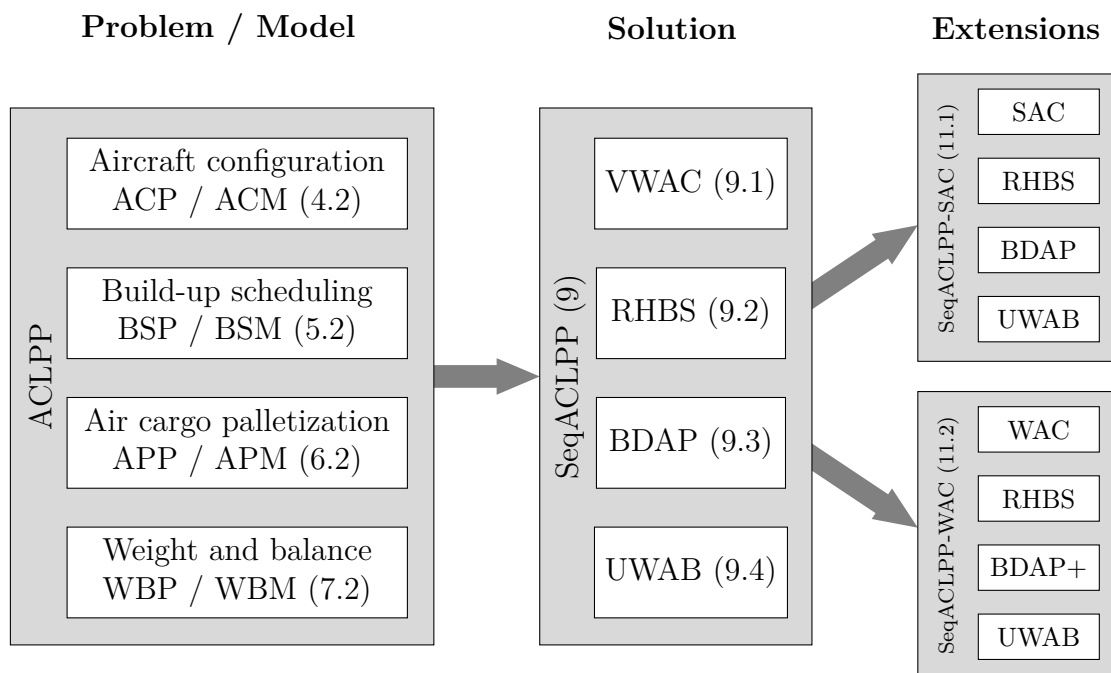 Problem / Model
Solution
Extensions
ACLPP
Aircraft configuration
ACP / ACM (4.2)
Build-up scheduling
BSP / BSM (5.2)
Air cargo palletization
APP / APM (6.2)
Weight and balance
WBP / WBM (7.2)
SeqACLPP (9)
VWAC (9.1)
RHBS (9.2)
BDAP (9.3)
UWAB (9.4)
SeqACLPP-SAC (11.1)
SAC
RHBS
BDAP
UWAB
SeqACLPP-WAC (11.2)
WAC
RHBS
BDAP+
UWAB